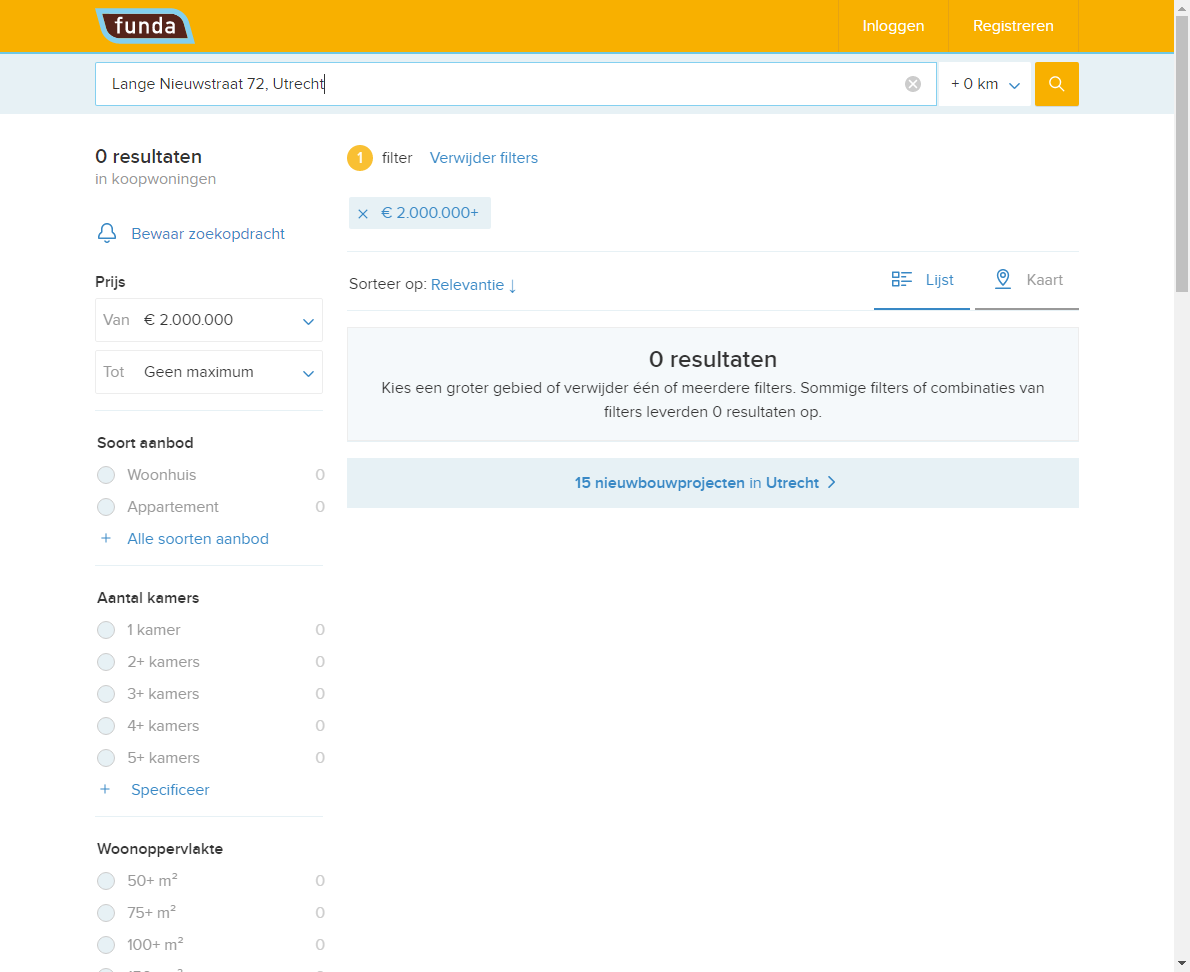 funda
Inloggen
Registreren
Lange Nieuwstraat 72, Utrecht
+ 0 km
0 resultaten
in koopwoningen
Bewaar zoekopdracht
Prijs
Van € 2.000.000
Tot Geen maximum
Soort aanbod
Woonhuis 0
Appartement 0
+ Alle soorten aanbod
Aantal kamers
1 kamer 0
2+ kamers 0
3+ kamers 0
4+ kamers 0
5+ kamers 0
+ Specificeer
Woonoppervlakte
50+ m² 0
75+ m² 0
100+ m² 0
1 filter Verwijder filters
× € 2.000.000+
Sorteer op: Relevantie ↓
Lijst
Kaart
0 resultaten
Kies een groter gebied of verwijder één of meerdere filters. Sommige filters of combinaties van
filters leverden 0 resultaten op.
15 nieuwbouwprojecten in Utrecht >